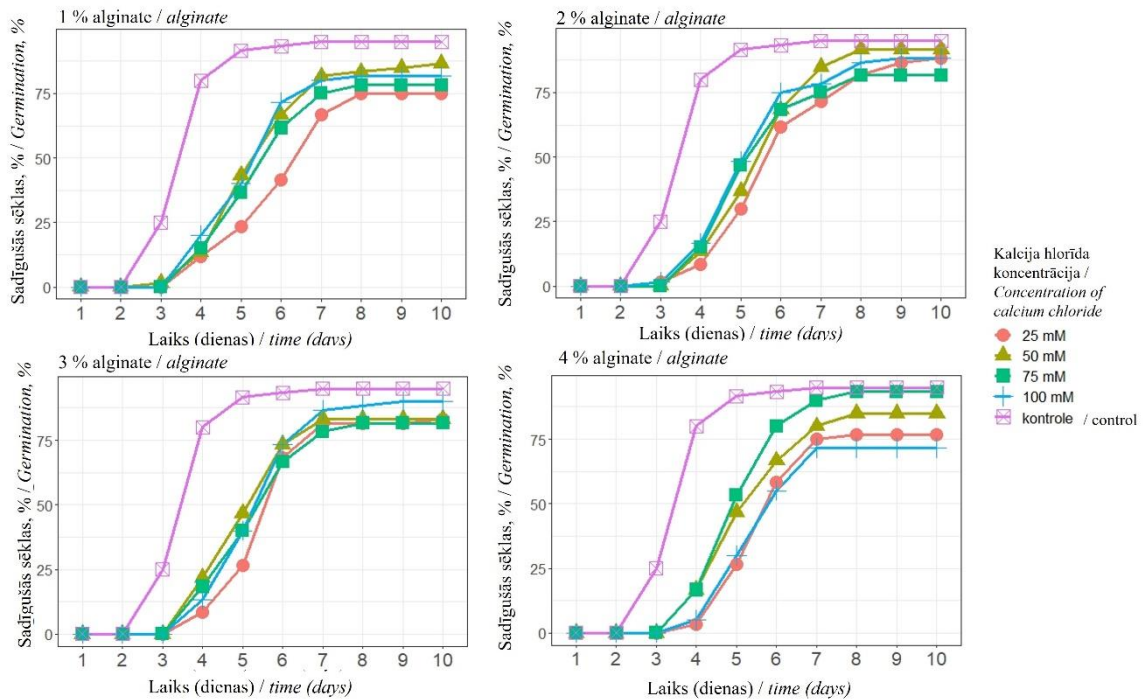 1 % alginate / alginate
Sadīgušās sēklas, % / Germination, %
75
50
25
0
1 2 3 4 5 6 7 8 9 10
Laiks (dienas) / time (days)
2 % alginate / alginate
Sadīgušās sēklas, % / Germination, %
75
50
25
0
1 2 3 4 5 6 7 8 9 10
Laiks (dienas) / time (days)
3 % alginate / alginate
Sadīgušās sēklas, % / Germination, %
75
50
25
0
1 2 3 4 5 6 7 8 9 10
Laiks (dienas) / time (days)
4 % alginate / alginate
Sadīgušās sēklas, % / Germination, %
75
50
25
0
1 2 3 4 5 6 7 8 9 10
Laiks (dienas) / time (days)
Kalcija hlorīda
koncentrācija /
Concentration of
calcium chloride
25 mM
50 mM
75 mM
100 mM
kontrole / control